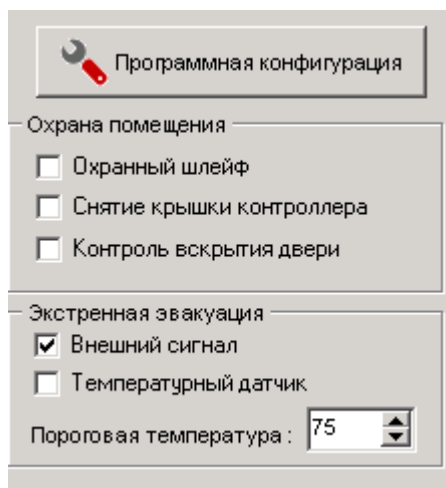 Программная конфигурация
Охрана помещения
Охранный шлейф
Снятие крышки контроллера
Контроль вскрытия двери
Экстренная эвакуация
Внешний сигнал
Температурный датчик
Пороговая температура : 75